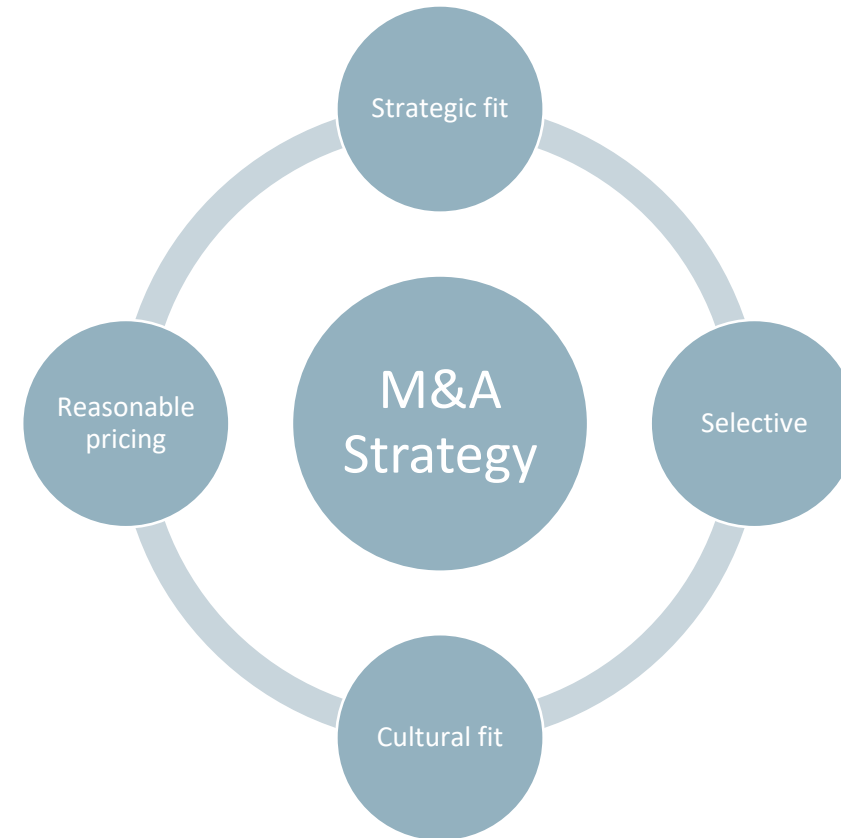 Strategic fit
Reasonable
pricing
M&A
Strategy
Selective
Cultural fit